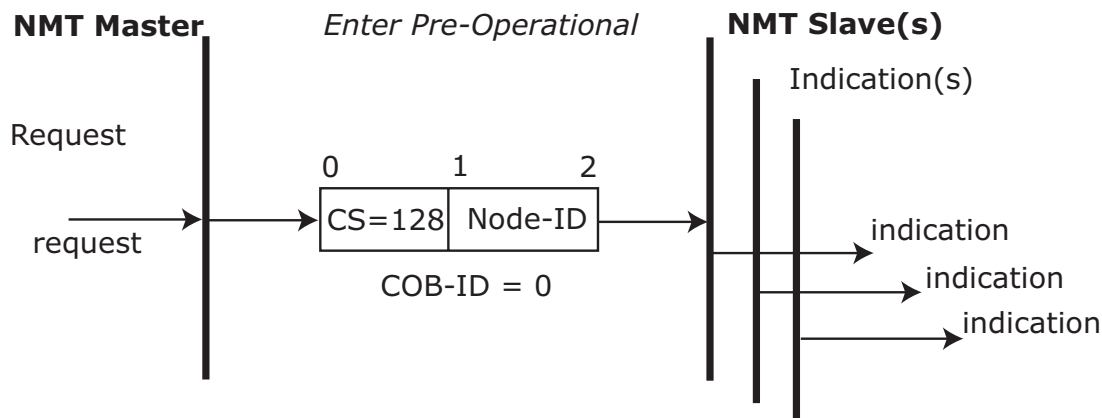 NMT Master
Enter Pre-Operational
NMT Slave(s)
Indication(s)
Request
0 1 2
CS=128 Node-ID
request
indication
COB-ID = 0
indication
indication